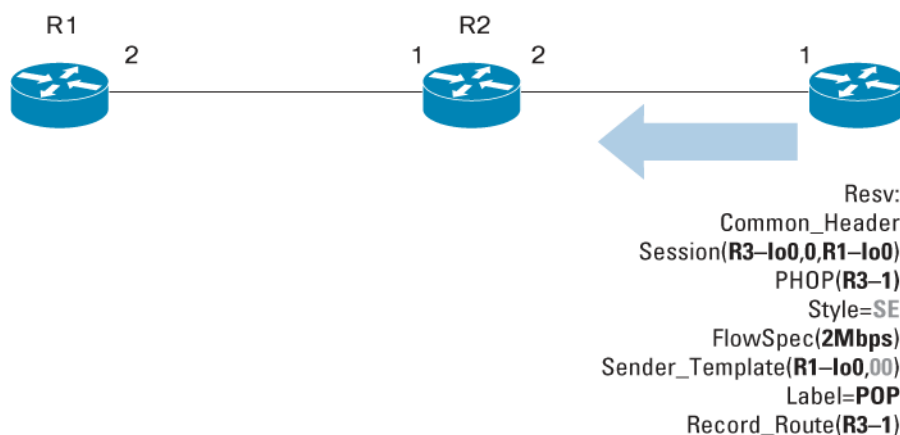 R1
R2
2
1
2
1
Resv:
Common_Header
Session(R3–lo0,0,R1–lo0)
PHOP(R3–1)
Style=SE
FlowSpec(2Mbps)
Sender_Template(R1–lo0,00)
Label=POP
Record_Route(R3–1)